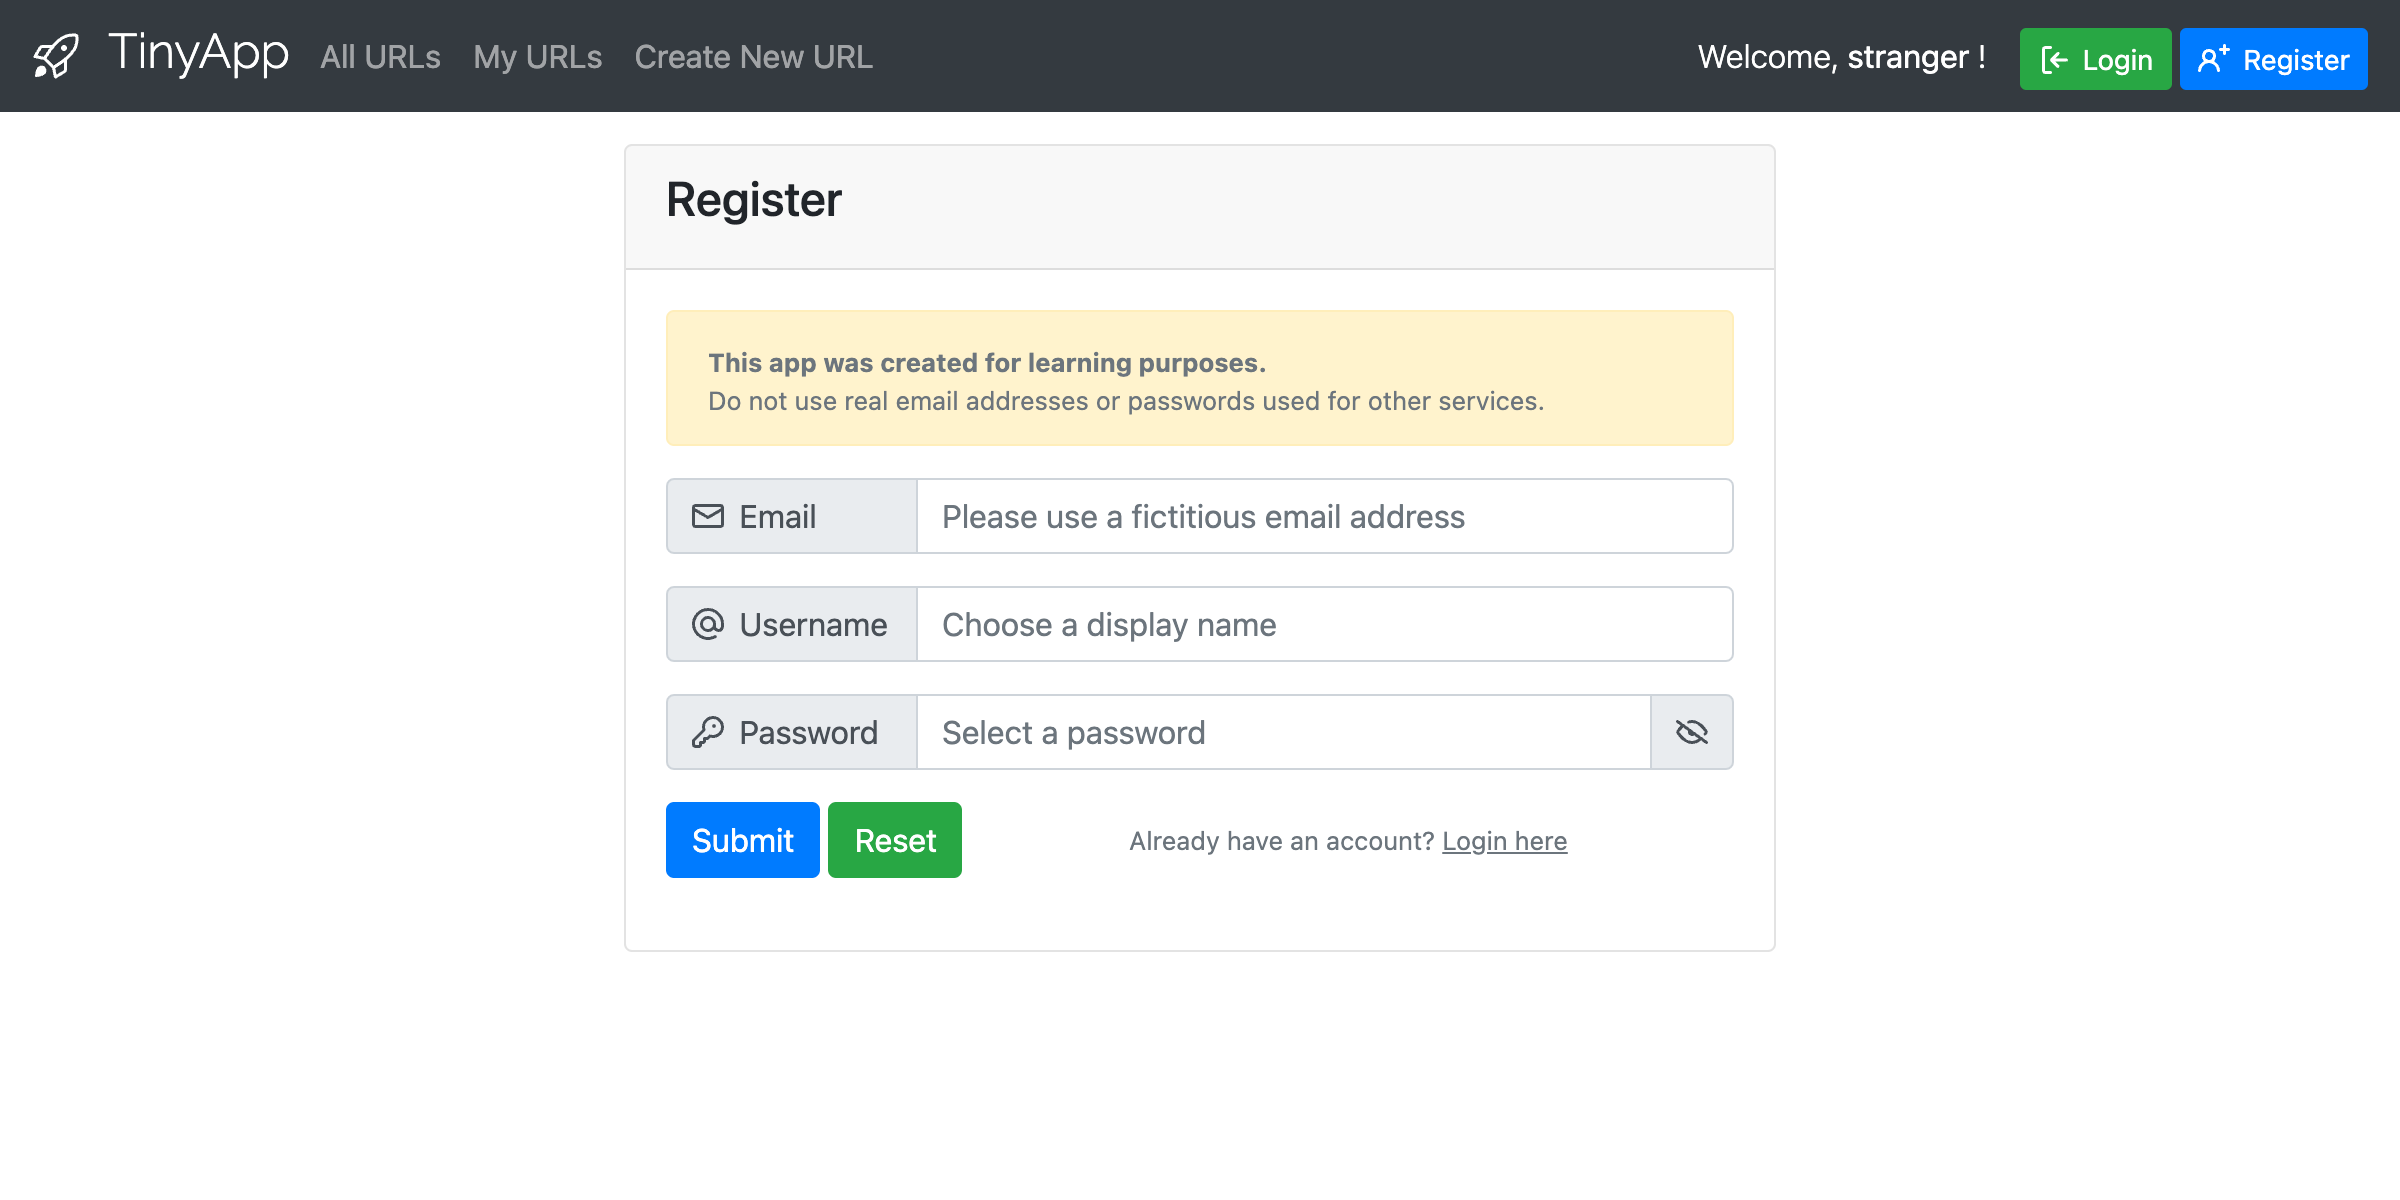 TinyApp All URLs My URLs Create New URL Welcome, stranger ! Login Register
Register
This app was created for learning purposes.
Do not use real email addresses or passwords used for other services.
Email Please use a fictitious email address
Username Choose a display name
Password Select a password
Submit Reset Already have an account? Login here